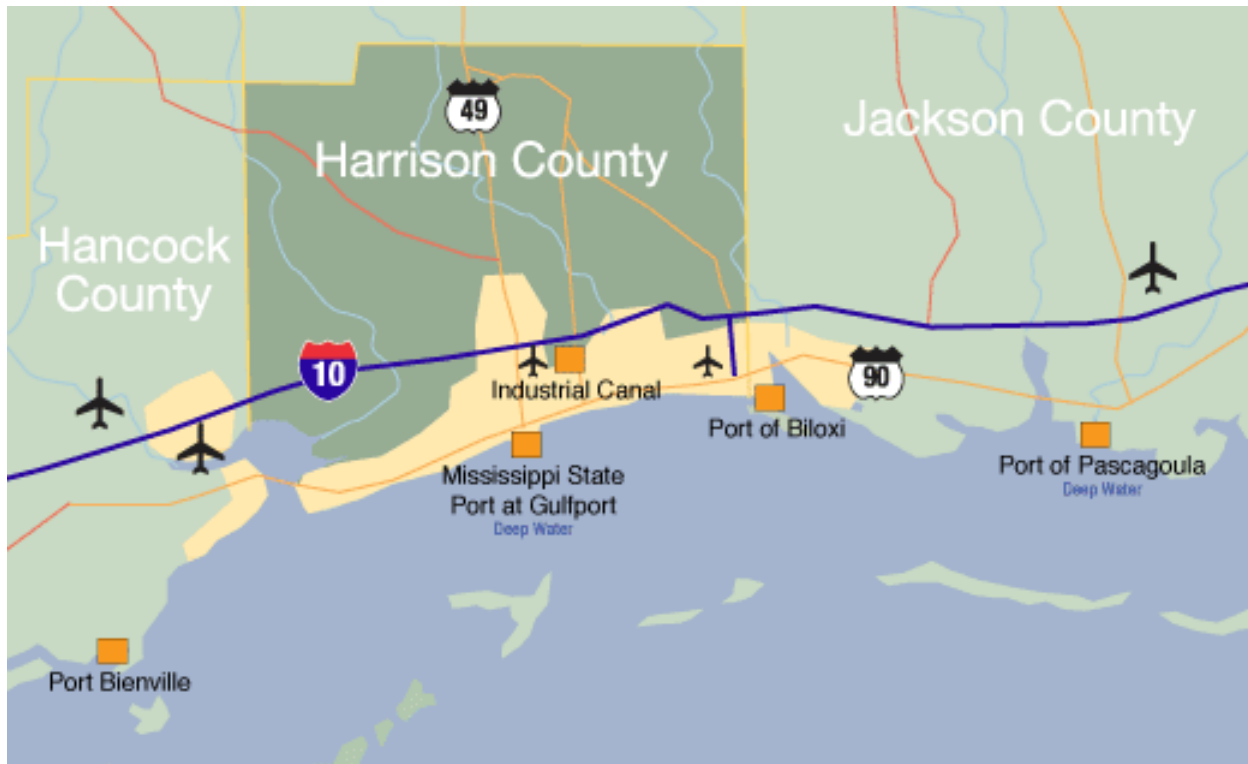 49
Harrison County
Jackson County
Hancock
County
10
Industrial Canal
90
Port of Biloxi
Mississippi State
Port at Gulfport
Deep Water
Port of Pascagoula
Deep Water
Port Bienville